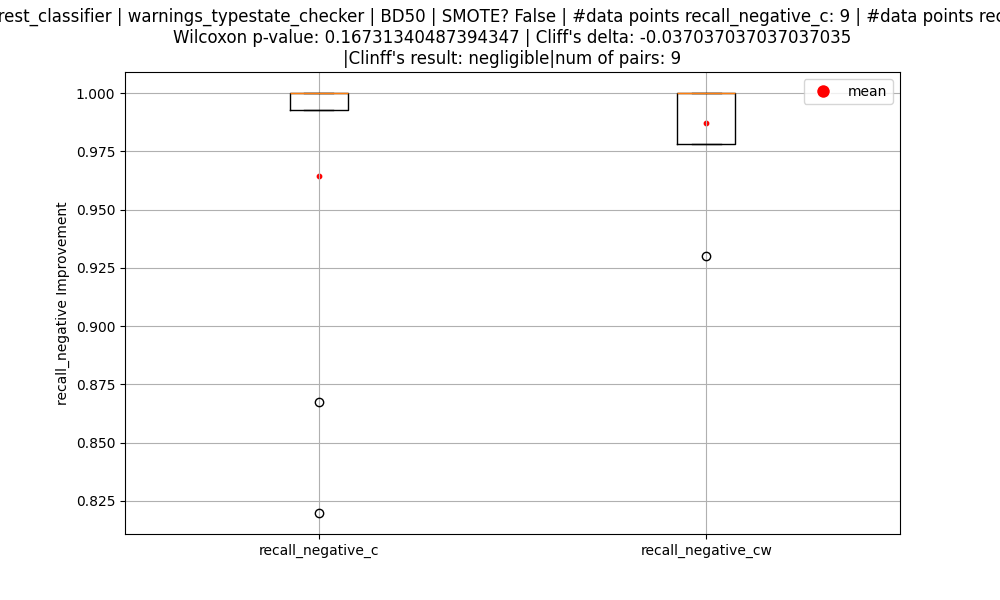 rest_classifier | warnings_typestate_checker | BD50 | SMOTE? False | #data points recall_negative_c: 9 | #data points rec
Wilcoxon p-value: 0.16731340487394347 | Cliff's delta: -0.037037037037037035
|Clinff's result: negligible|num of pairs: 9
mean
1.000
0.975
0.950
0.925
0.900
0.875
0.850
0.825
recall_negative Improvement
recall_negative_c
recall_negative_cw